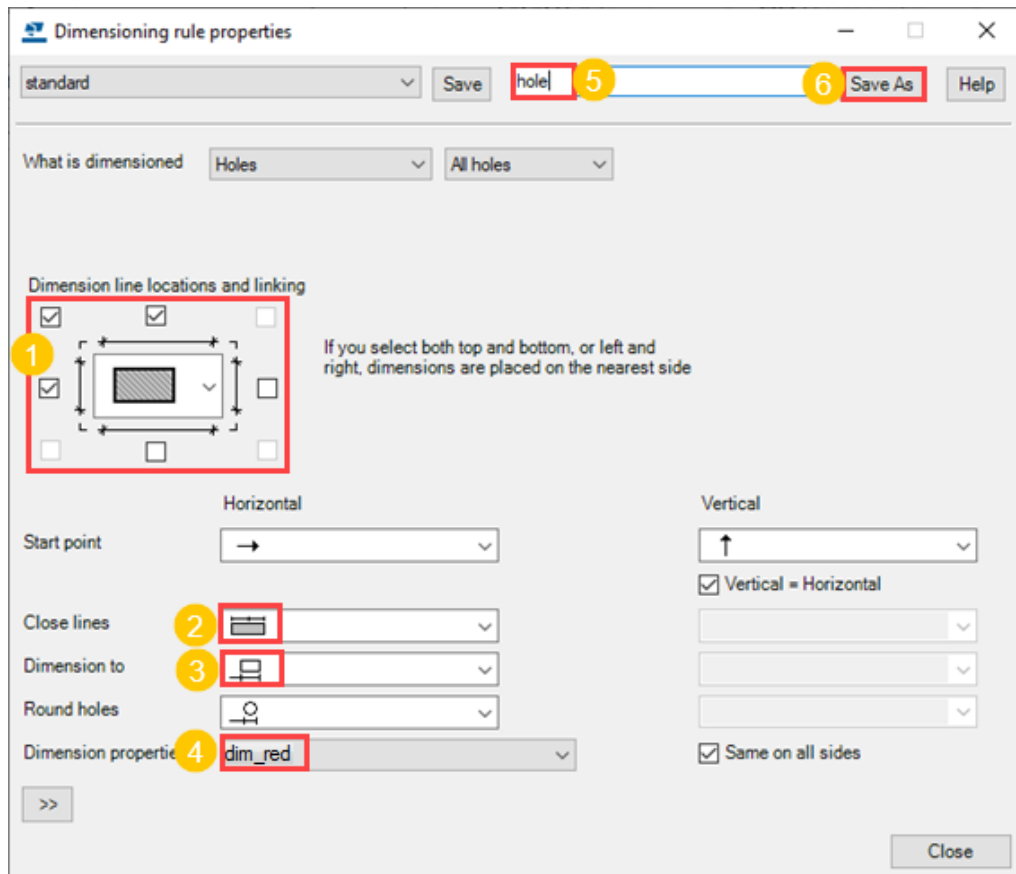 Dimensioning rule properties
standard Save hole 5 6 Save As Help
What is dimensioned Holes All holes
Dimension line locations and linking
1
If you select both top and bottom, or left and
right, dimensions are placed on the nearest side
Horizontal Vertical
Start point
Vertical = Horizontal
Close lines 2
Dimension to 3
Round holes
Dimension propertie 4 dim_red Same on all sides
>>
Close